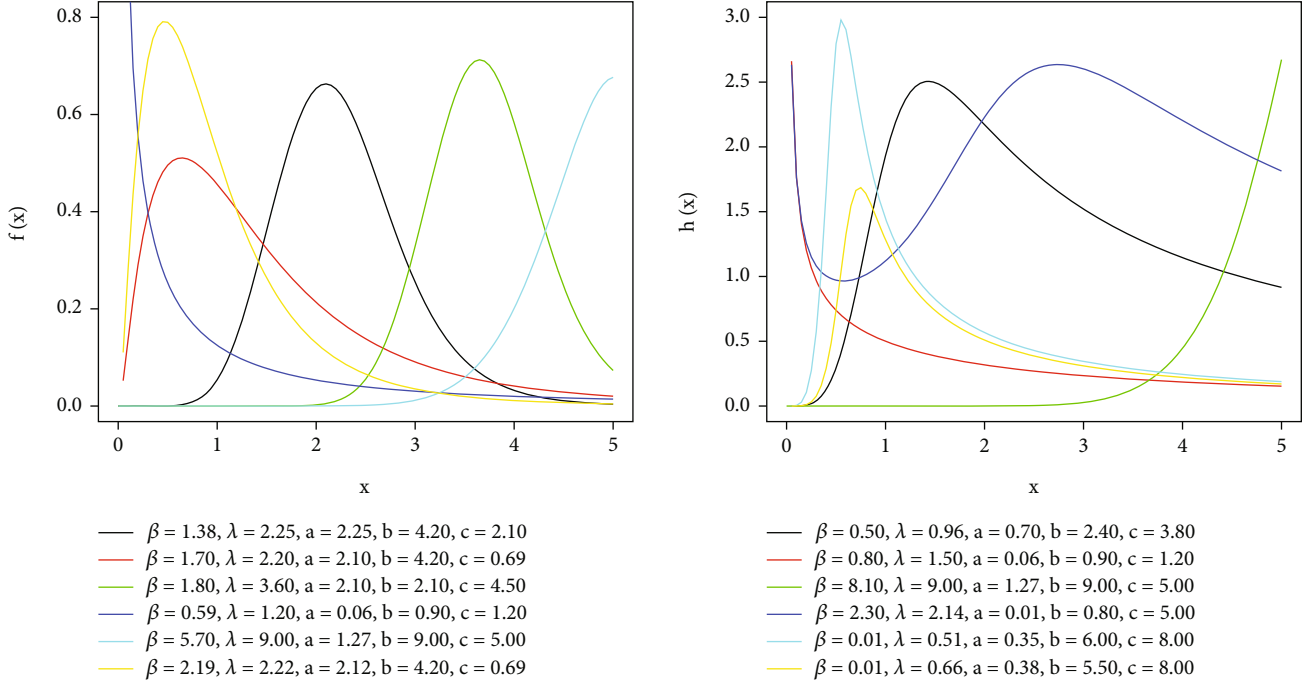 0.8
0.6
0.4
0.2
0.0
f (x)
0 1 2 3 4 5
x
β = 1.38, λ = 2.25, a = 2.25, b = 4.20, c = 2.10
β = 1.70, λ = 2.20, a = 2.10, b = 4.20, c = 0.69
β = 1.80, λ = 3.60, a = 2.10, b = 2.10, c = 4.50
β = 0.59, λ = 1.20, a = 0.06, b = 0.90, c = 1.20
β = 5.70, λ = 9.00, a = 1.27, b = 9.00, c = 5.00
β = 2.19, λ = 2.22, a = 2.12, b = 4.20, c = 0.69
3.0
2.5
2.0
1.5
1.0
0.5
0.0
h (x)
0 1 2 3 4 5
x
β = 0.50, λ = 0.96, a = 0.70, b = 2.40, c = 3.80
β = 0.80, λ = 1.50, a = 0.06, b = 0.90, c = 1.20
β = 8.10, λ = 9.00, a = 1.27, b = 9.00, c = 5.00
β = 2.30, λ = 2.14, a = 0.01, b = 0.80, c = 5.00
β = 0.01, λ = 0.51, a = 0.35, b = 6.00, c = 8.00
β = 0.01, λ = 0.66, a = 0.38, b = 5.50, c = 8.00